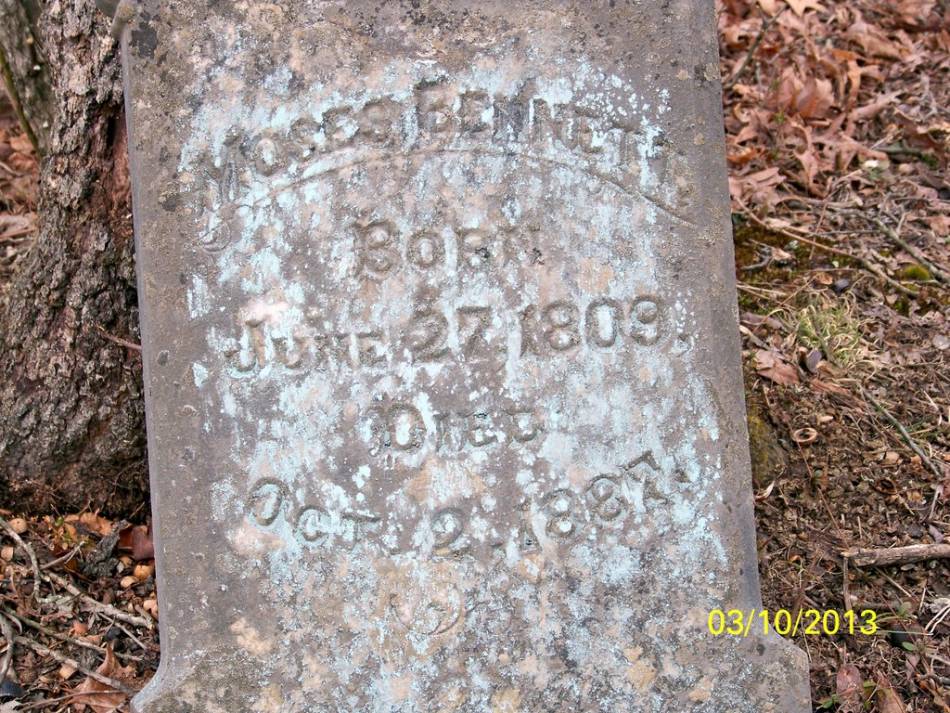 MOSES BENNETT
BORN
JUNE 27, 1809,
DIED
OCT. 2, 1887.
03/10/2013